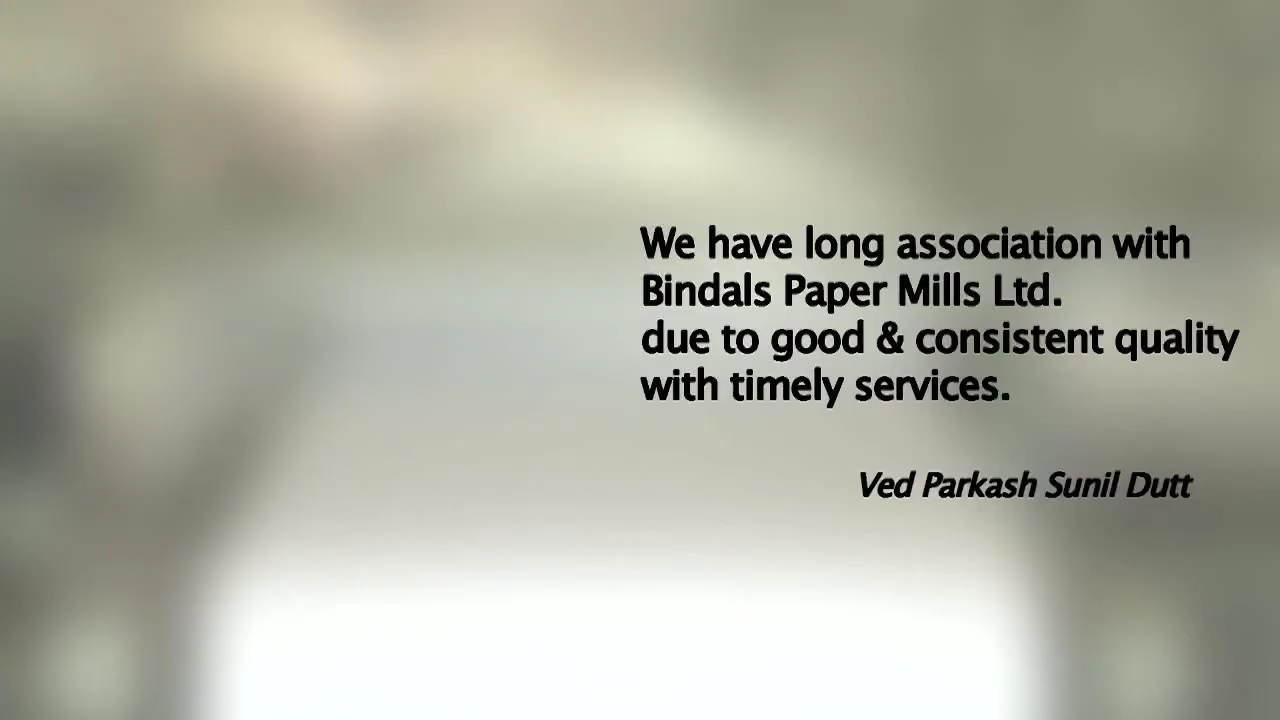 We have long association with
Bindals Paper Mills Ltd.
due to good & consistent quality
with timely services.
Ved Parkash Sunil Dutt